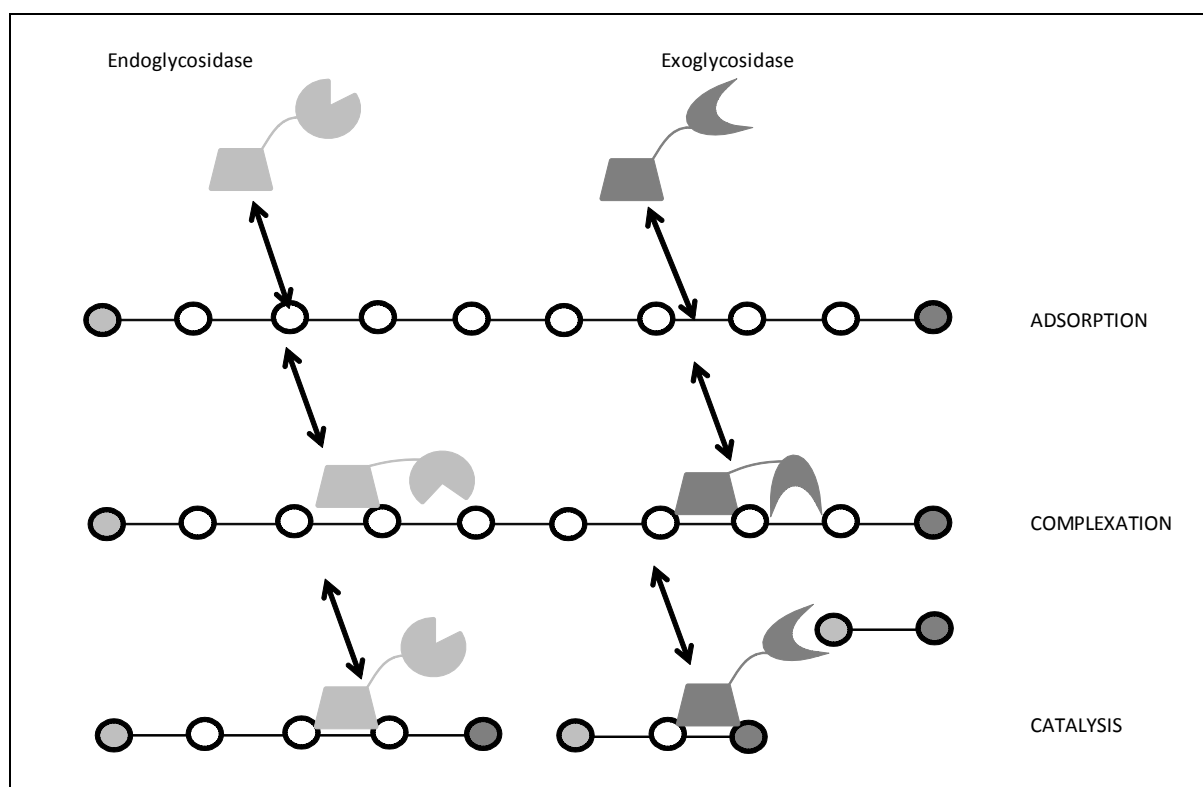 Endoglycosidase
Exoglycosidase
ADSORPTION
COMPLEXATION
CATALYSIS